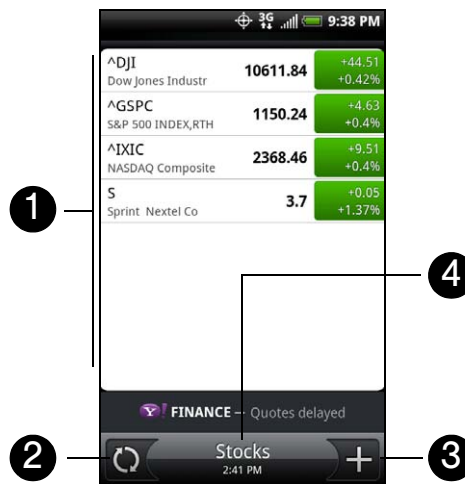 3G 9:38 PM
^DJI 10611.84 +44.51
Dow Jones Industr +0.42%
^GSPC 1150.24 +4.63
S&P 500 INDEX,RTH +0.4%
^IXIC 2368.46 +9.51
NASDAQ Composite +0.4%
S 3.7 +0.05
Sprint Nextel Co +1.37%
1
4
Y! FINANCE -- Quotes delayed
2 Stocks 3
2:41 PM